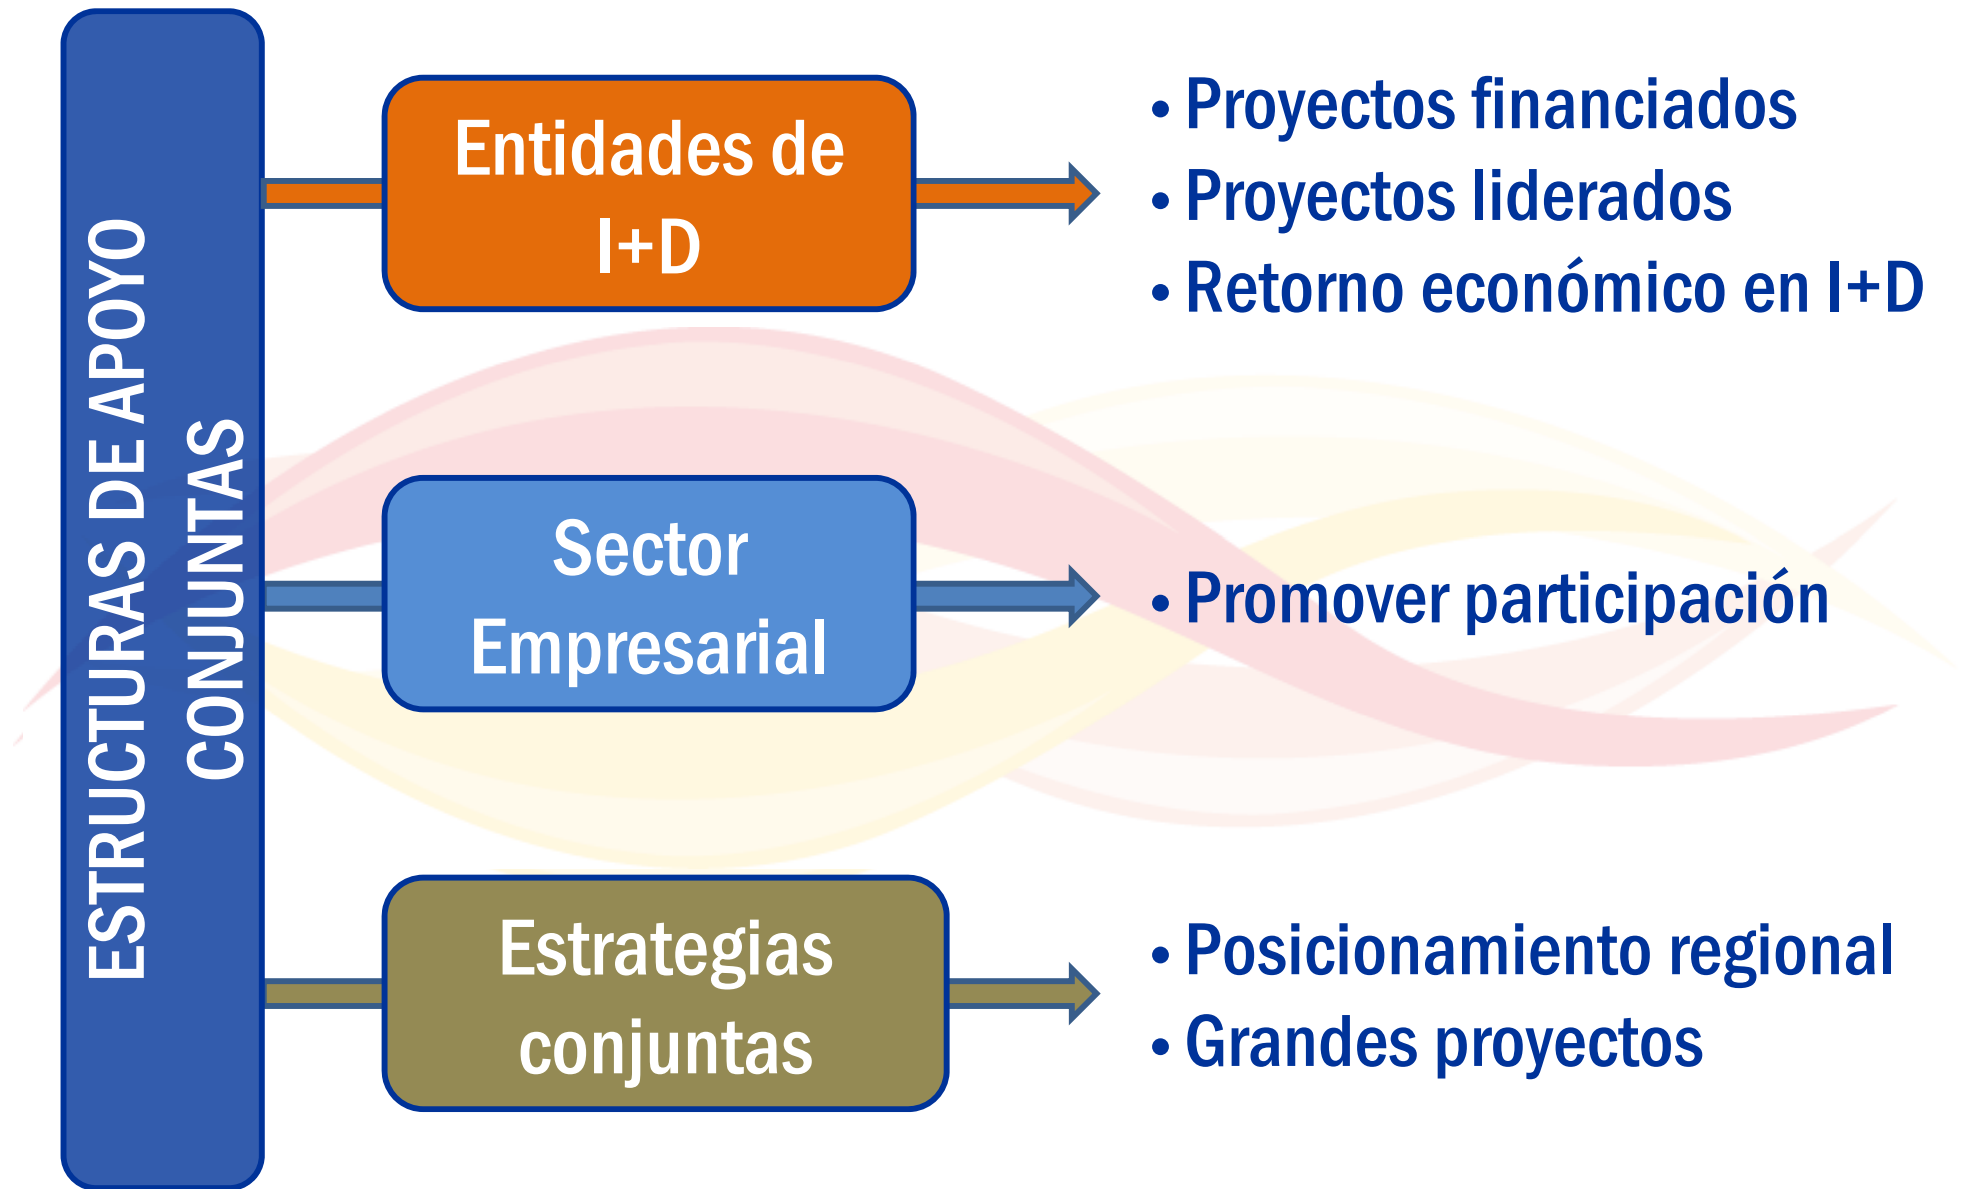 ESTRUCTURAS DE APOYO
CONJUNTAS
Entidades de
I+D
• Proyectos financiados
• Proyectos liderados
• Retorno económico en I+D
Sector
Empresarial
• Promover participación
Estrategias
conjuntas
• Posicionamiento regional
• Grandes proyectos